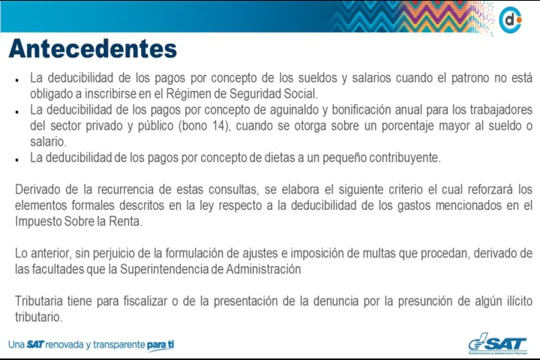 d
Antecedentes
• La deducibilidad de los pagos por concepto de los sueldos y salarios cuando el patrono no está
obligado a inscribirse en el Régimen de Seguridad Social.
• La deducibilidad de los pagos por concepto de aguinaldo y bonificación anual para los trabajadores
del sector privado y público (bono 14), cuando se otorga sobre un porcentaje mayor al sueldo o
salario.
• La deducibilidad de los pagos por concepto de dietas a un pequeño contribuyente.
Derivado de la recurrencia de estas consultas, se elabora el siguiente criterio el cual reforzará los
elementos formales descritos en la ley respecto a la deducibilidad de los gastos mencionados en el
Impuesto Sobre la Renta.
Lo anterior, sin perjuicio de la formulación de ajustes e imposición de multas que procedan, derivado de
las facultades que la Superintendencia de Administración
Tributaria tiene para fiscalizar o de la presentación de la denuncia por la presunción de algún ilícito
tributario.
Una SAT renovada y transparente para ti
SAT